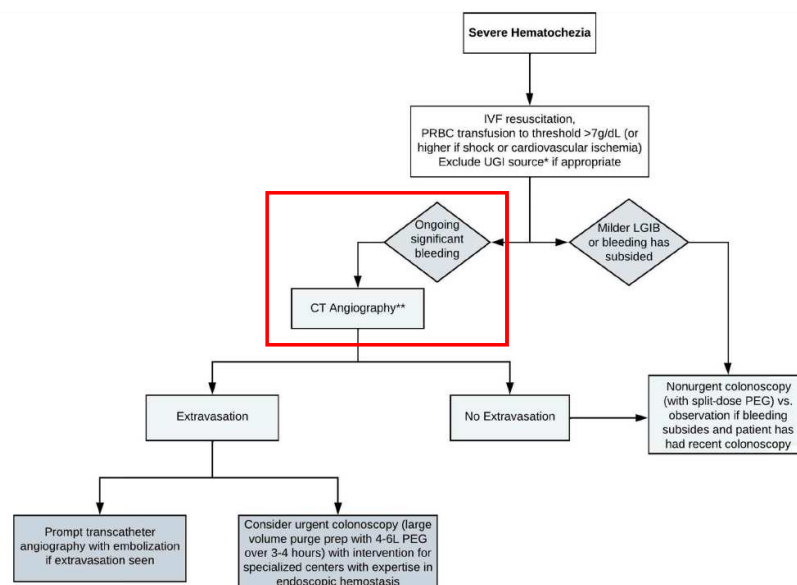 Severe Hematochezia
IVF resuscitation,
PRBC transfusion to threshold >7g/dL (or
higher if shock or cardiovascular ischemia)
Exclude UGI source* if appropriate
Ongoing
significant
bleeding
Milder LGIB
or bleeding has
subsided
CT Angiography**
Extravasation
No Extravasation
Nonurgent colonoscopy
(with split-dose PEG) vs.
observation if bleeding
subsides and patient has
had recent colonoscopy
Prompt transcatheter
angiography with embolization
if extravasation seen
Consider urgent colonoscopy (large
volume purge prep with 4-6L PEG
over 3-4 hours) with intervention for
specialized centers with expertise in
endoscopic hemostasis